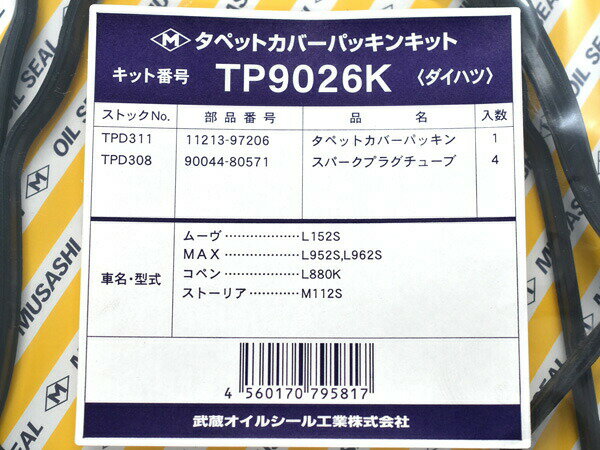 M タペットカバーパッキンキット
キット番号 TP9026K 〈ダイハツ〉
ストックNo. 部品番号 品名 入数
TPD311 11213-97206 タペットカバーパッキン 1
TPD308 90044-80571 スパークプラグチューブ 4
車名・型式
ムーヴ………………L152S
MAX………………L952S,L962S
コペン………………L880K
ストーリア…………M112S
4 560170 795817
武蔵オイルシール工業株式会社
OIL SEAL
MUSASHI
OIL SEAL
MUSASHI
OIL SEAL